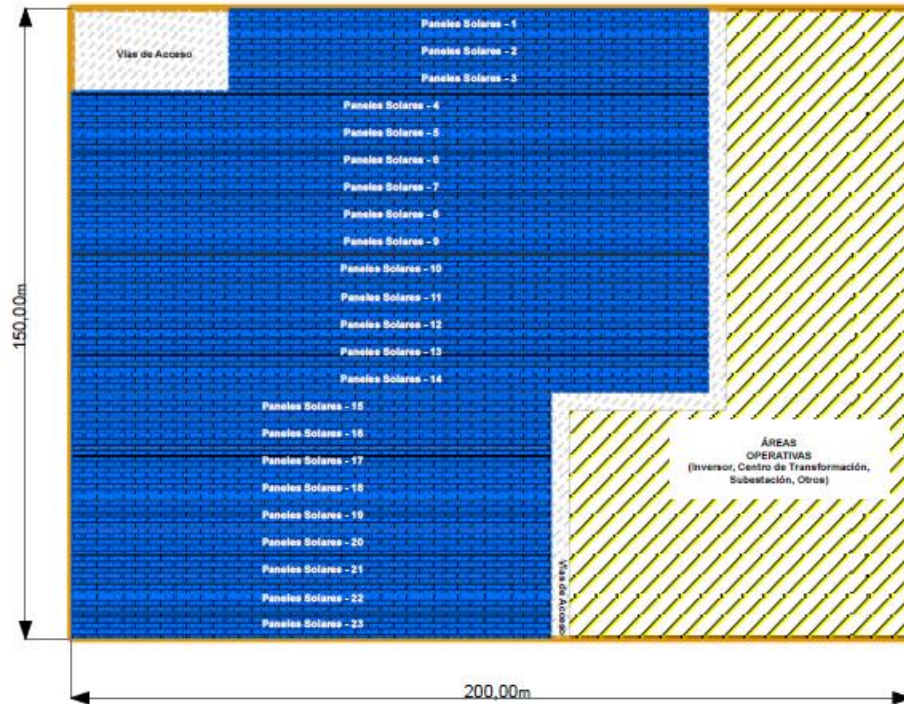 Paneles Solares - 1
Vías de Acceso
Paneles Solares - 2
Paneles Solares - 3
Paneles Solares - 4
Paneles Solares - 5
Paneles Solares - 6
Paneles Solares - 7
Paneles Solares - 8
Paneles Solares - 9
Paneles Solares - 10
Paneles Solares - 11
Paneles Solares - 12
Paneles Solares - 13
Paneles Solares - 14
Paneles Solares - 15
Paneles Solares - 16
Paneles Solares - 17
Paneles Solares - 18
Paneles Solares - 19
Paneles Solares - 20
Paneles Solares - 21
Paneles Solares - 22
Paneles Solares - 23
ÁREAS
OPERATIVAS
(Inversor, Centro de Transformación,
Subestación, Otros)
Vías de Acceso
150,00m
200,00m